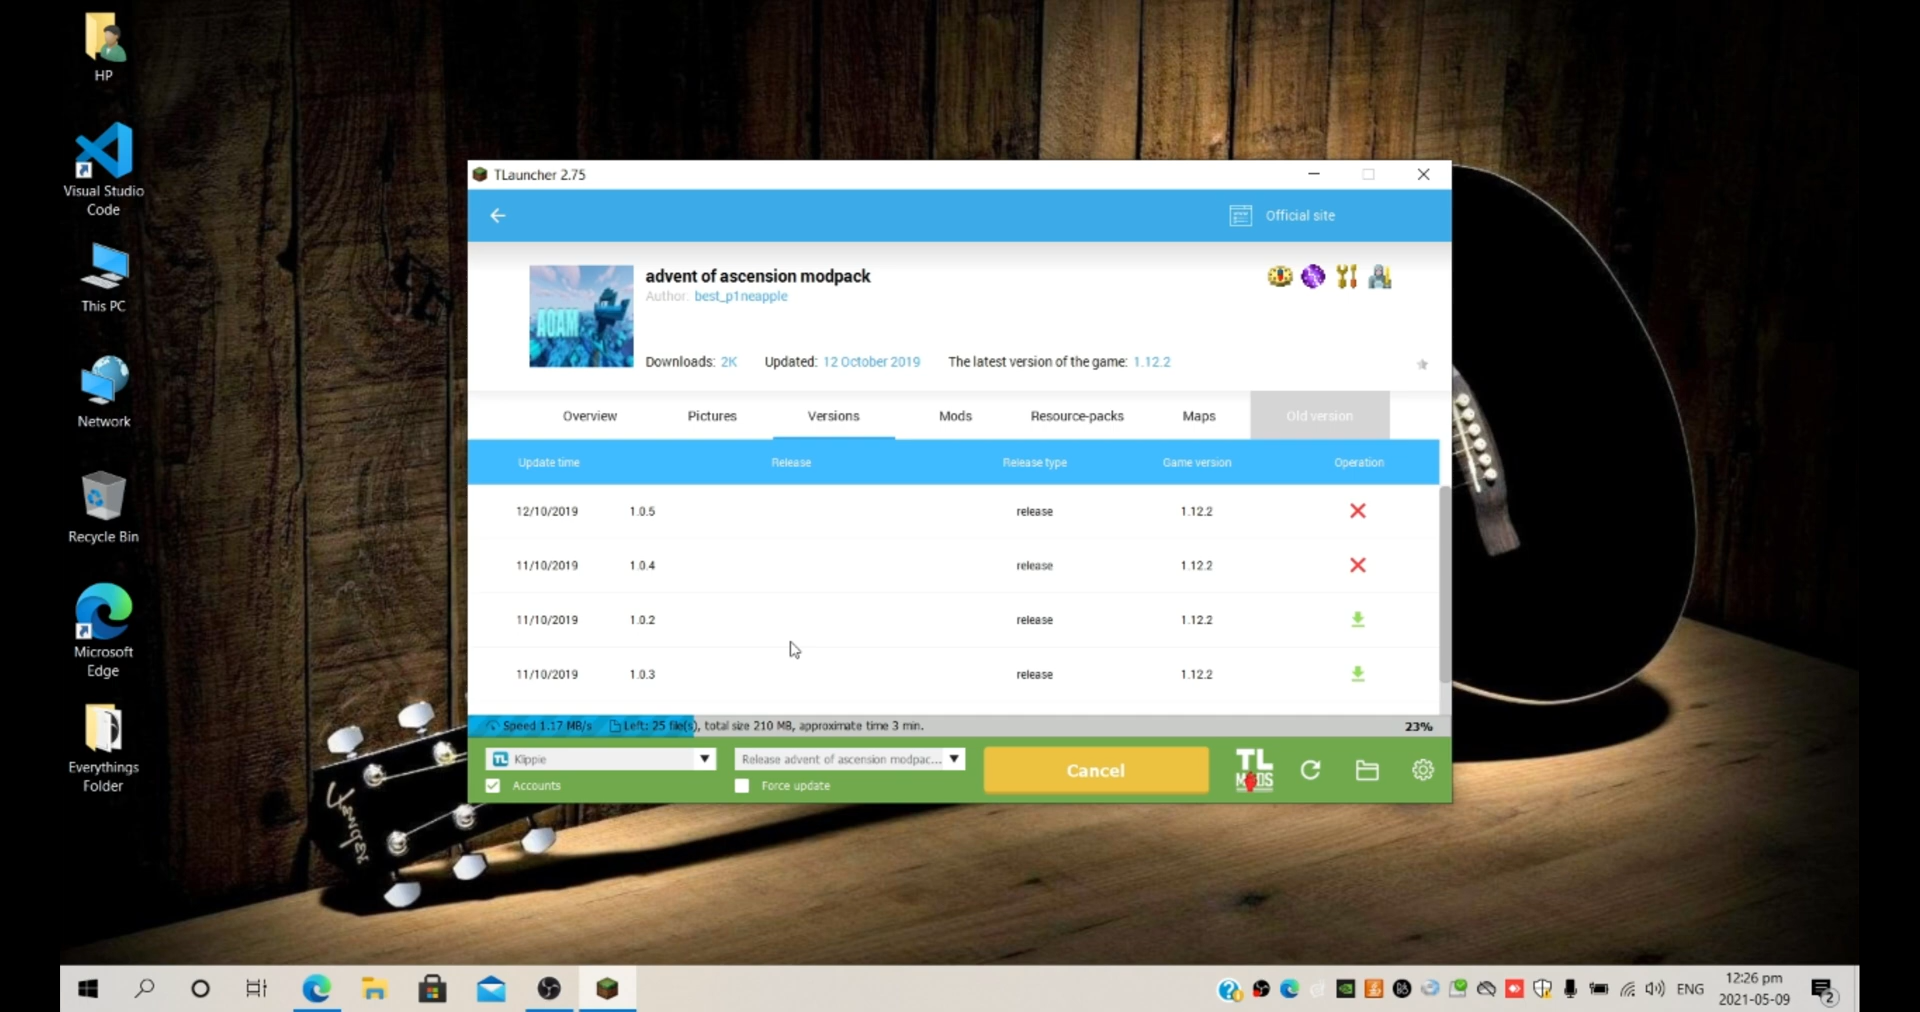 HP
Visual Studio
Code
This PC
Network
Recycle Bin
Microsoft
Edge
Everythings
Folder
TLauncher 2.75
Official site
AOAM
advent of ascension modpack
Author: best_p1neapple
Downloads: 2K Updated: 12 October 2019 The latest version of the game: 1.12.2
Overview Pictures Versions Mods Resource-packs Maps Old version
Update time Release Release type Game version Operation
12/10/2019 1.0.5 release 1.12.2
11/10/2019 1.0.4 release 1.12.2
11/10/2019 1.0.2 release 1.12.2
11/10/2019 1.0.3 release 1.12.2
Speed 1.17 MB/s Left: 25 file(s), total size 210 MB, approximate time 3 min. 23%
TL Klippie Release advent of ascension modpac... Cancel TL
MODS
Accounts Force update
Fender
ENG 12:26 pm
2021-05-09 2